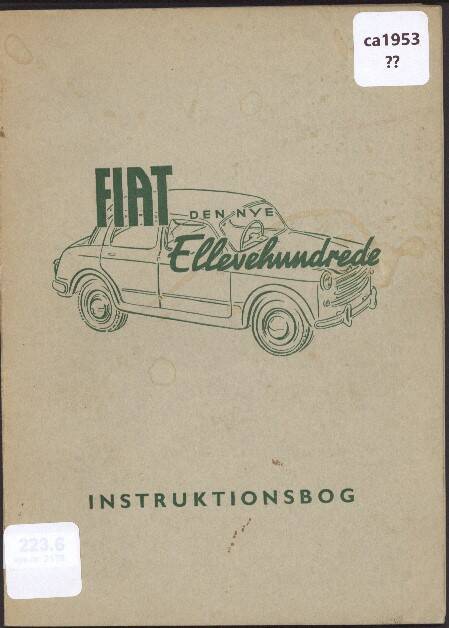 ca1953
??
FIAT
DEN NYE
Ellevehundrede
INSTRUKTIONSBOG
223.6